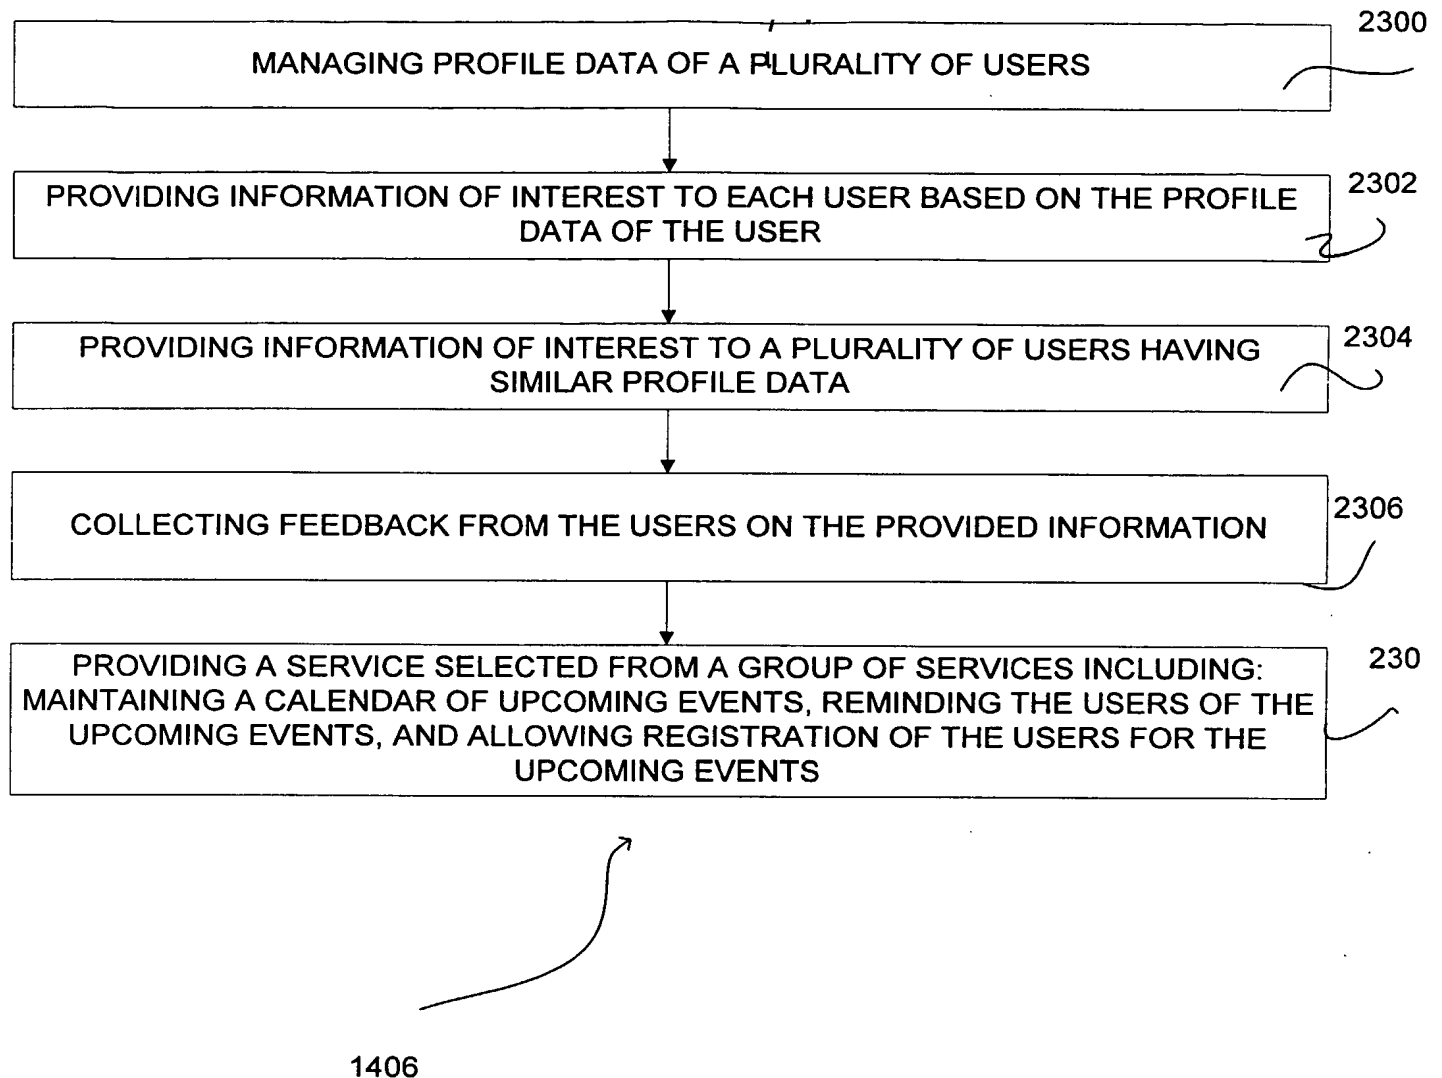 2300
MANAGING PROFILE DATA OF A PLURALITY OF USERS
2302
PROVIDING INFORMATION OF INTEREST TO EACH USER BASED ON THE PROFILE
DATA OF THE USER
2304
PROVIDING INFORMATION OF INTEREST TO A PLURALITY OF USERS HAVING
SIMILAR PROFILE DATA
2306
COLLECTING FEEDBACK FROM THE USERS ON THE PROVIDED INFORMATION
230
PROVIDING A SERVICE SELECTED FROM A GROUP OF SERVICES INCLUDING:
MAINTAINING A CALENDAR OF UPCOMING EVENTS, REMINDING THE USERS OF THE
UPCOMING EVENTS, AND ALLOWING REGISTRATION OF THE USERS FOR THE
UPCOMING EVENTS
1406